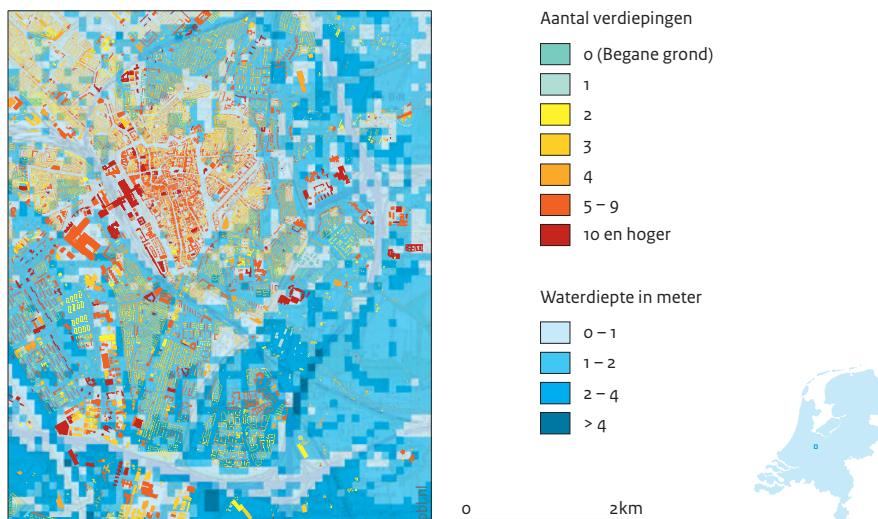 Aantal verdiepingen
0 (Begane grond)
1
2
3
4
5 – 9
10 en hoger
Waterdiepte in meter
0 – 1
1 – 2
2 – 4
> 4
0 2km